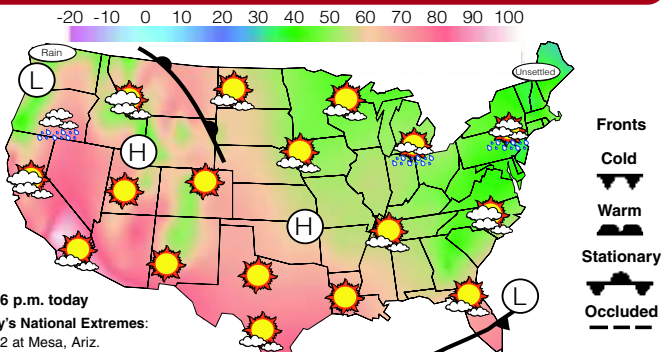 -20 -10 0 10 20 30 40 50 60 70 80 90 100
Rain
L
Unsettled
H
H
L
Fronts
Cold
Warm
Stationary
Occluded
6 p.m. today
National Extremes:
at Mesa, Ariz.